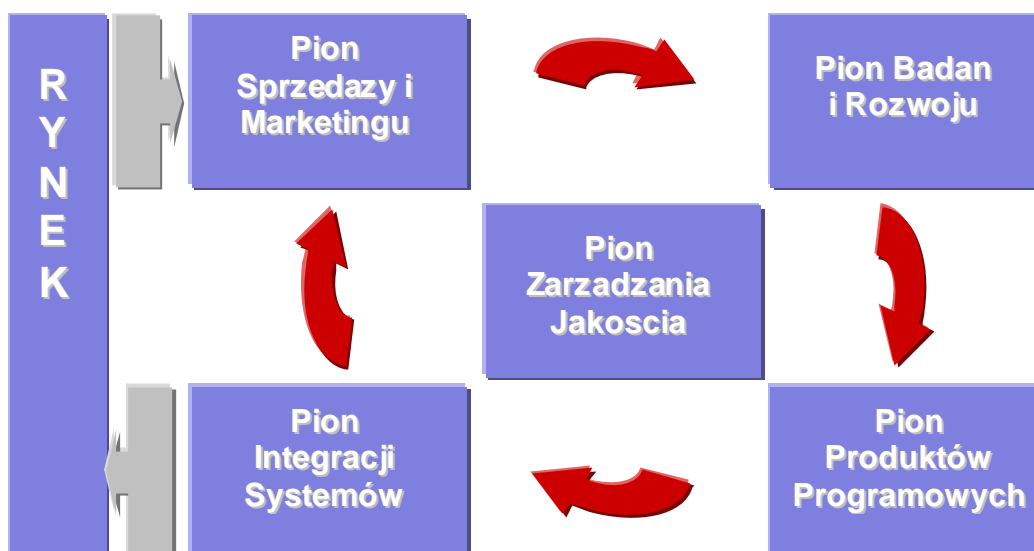 R
Y
N
E
K
Pion
Sprzedazy i
Marketingu
Pion Badan
i Rozwoju
Pion
Zarzadzania
Jakoscia
Pion
Integracji
Systemów
Pion
Produktów
Programowych